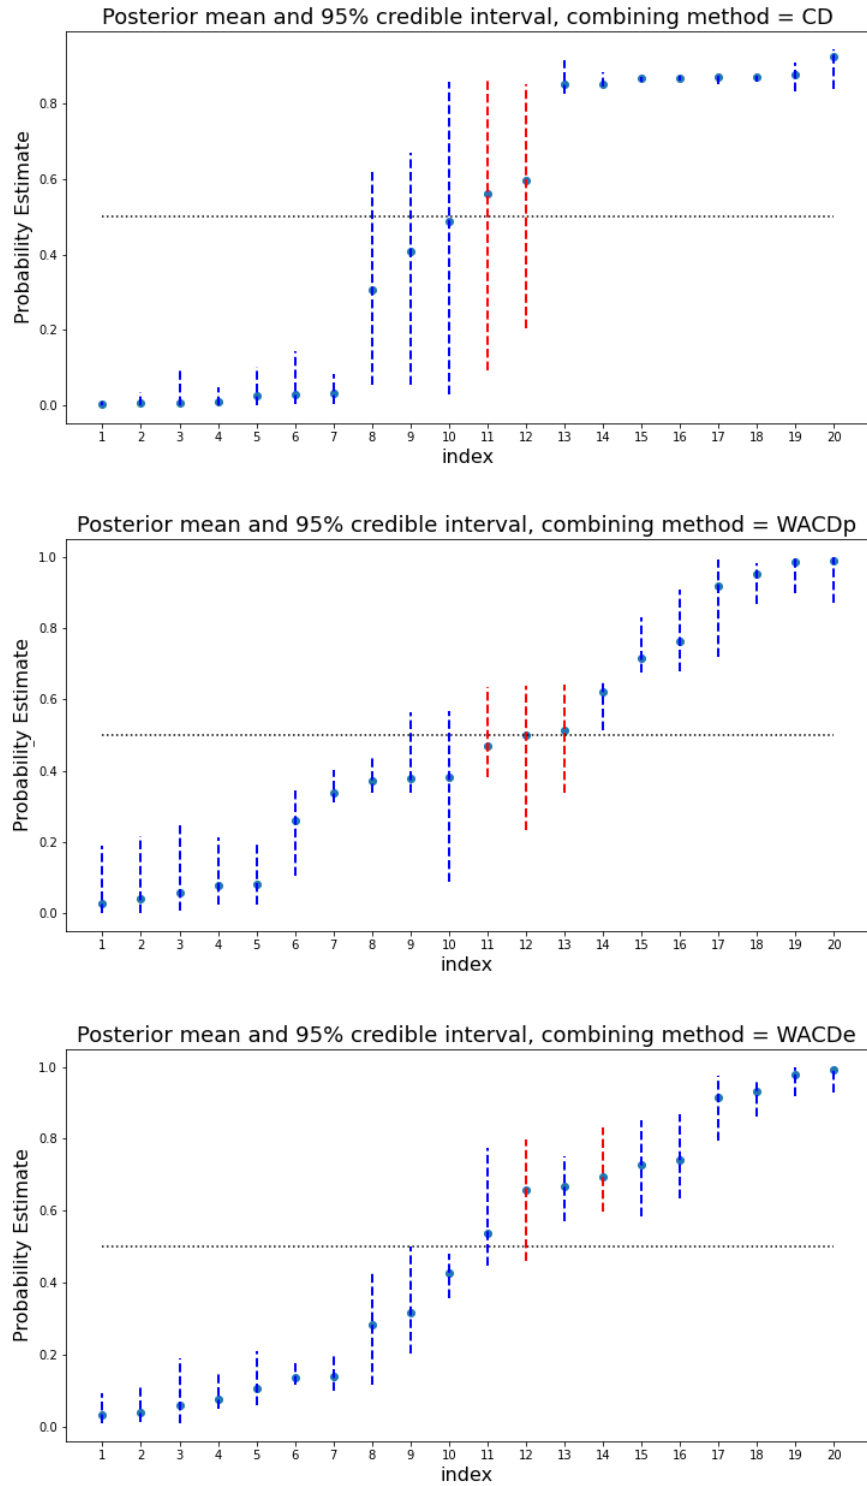 Posterior mean and 95% credible interval, combining method = CD
Probability Estimate
0.8
0.6
0.4
0.2
0.0
1 2 3 4 5 6 7 8 9 10 11 12 13 14 15 16 17 18 19 20
index
Posterior mean and 95% credible interval, combining method = WACDp
Probability_Estimate
1.0
0.8
0.6
0.4
0.2
0.0
1 2 3 4 5 6 7 8 9 10 11 12 13 14 15 16 17 18 19 20
index
Posterior mean and 95% credible interval, combining method = WACDe
Probability Estimate
1.0
0.8
0.6
0.4
0.2
0.0
1 2 3 4 5 6 7 8 9 10 11 12 13 14 15 16 17 18 19 20
index